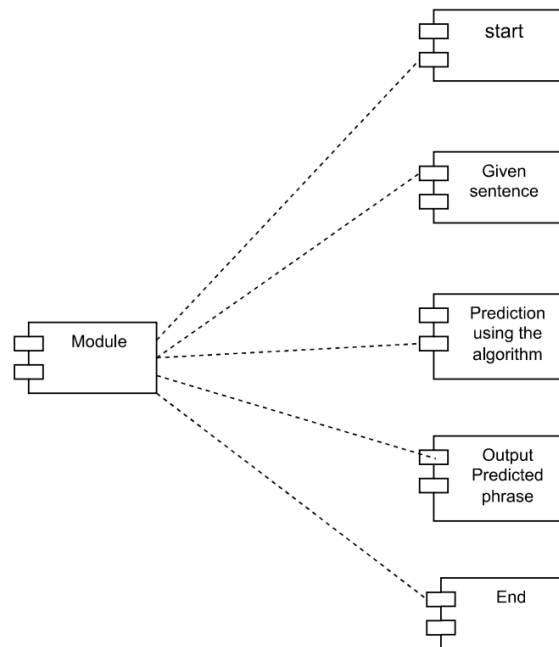 start
Given
sentence
Module
Prediction
using the
algorithm
Output
Predicted
phrase
End